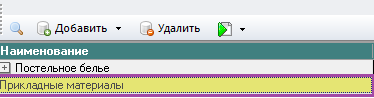 Добавить Удалить
Наименование
Постельное белье
Прикладные материалы